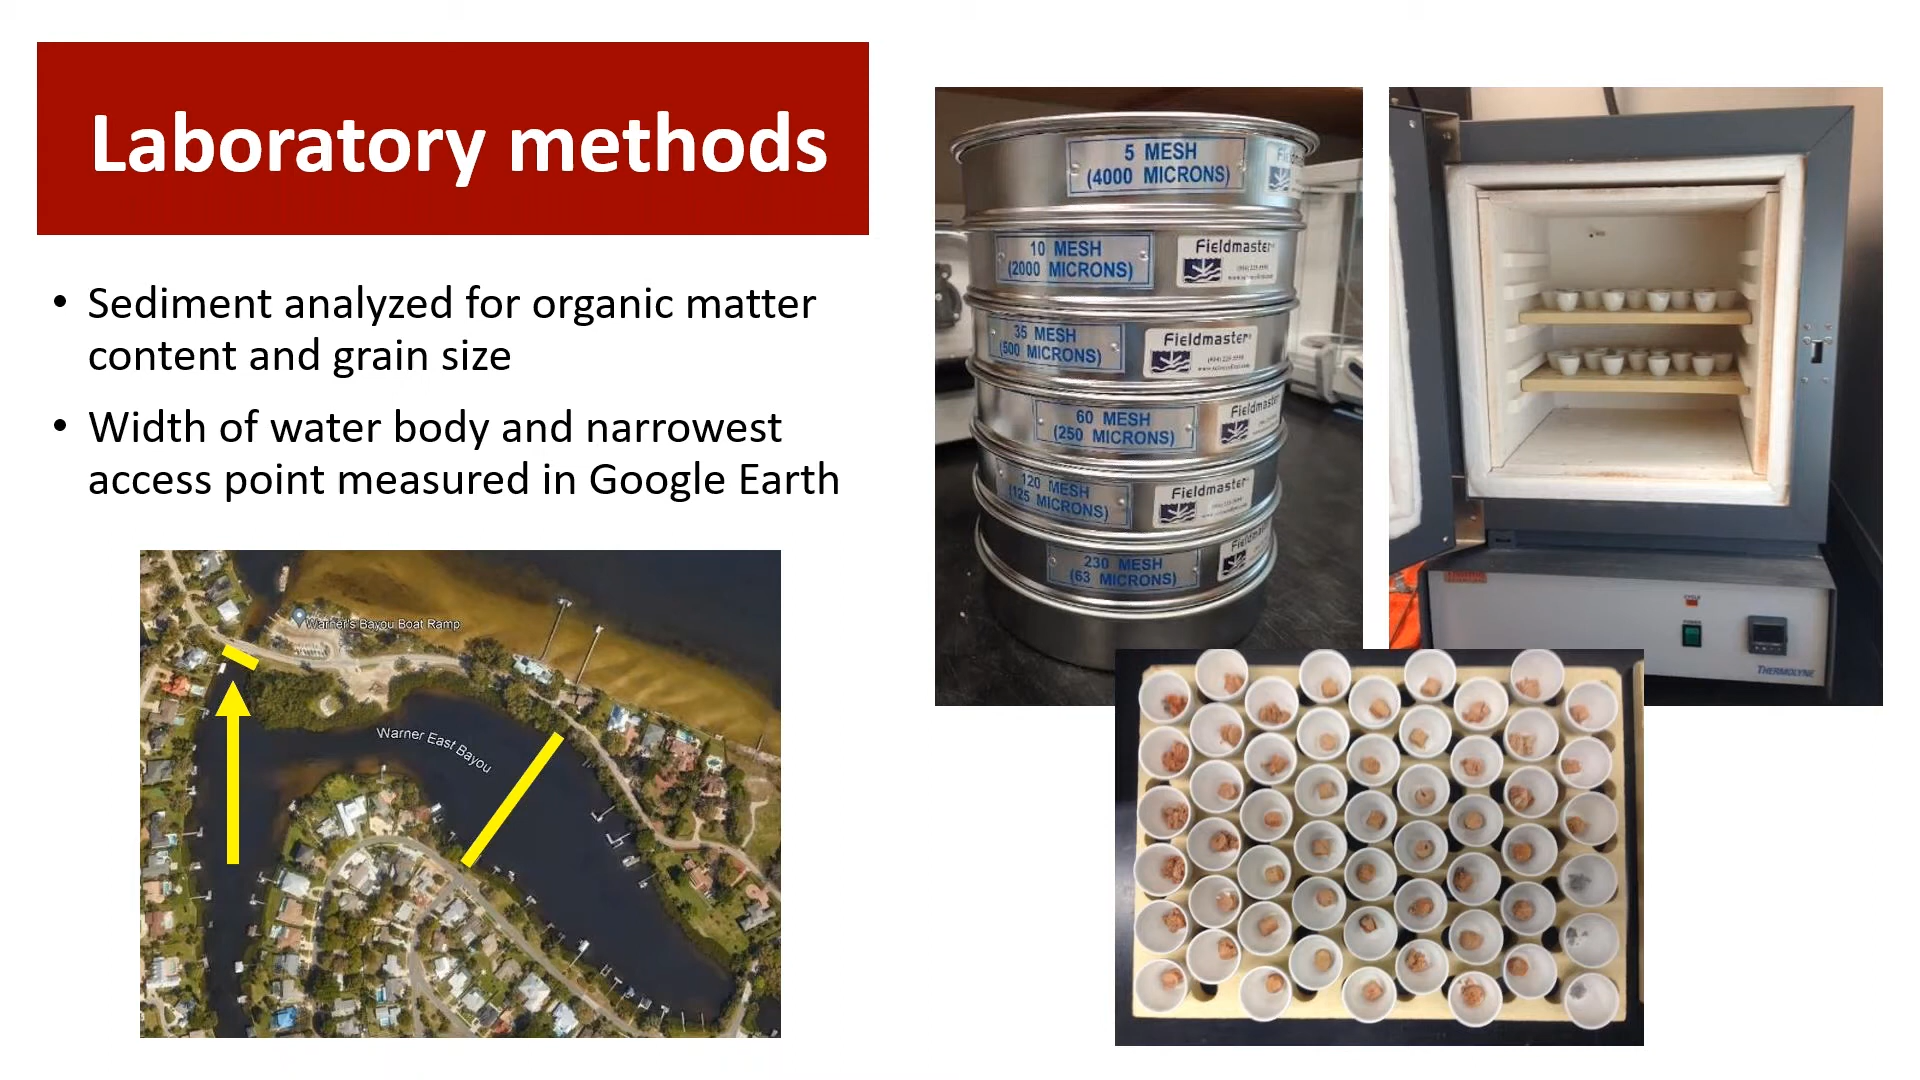 Laboratory methods
• Sediment analyzed for organic matter
content and grain size
• Width of water body and narrowest
access point measured in Google Earth
Warner's Bayou Boat Ramp
Warner East Bayou
5 MESH
(4000 MICRONS)
10 MESH
(2000 MICRONS)
Fieldmaster
35 MESH
(500 MICRONS)
Fieldmaster
60 MESH
(250 MICRONS)
Fieldmaster
120 MESH
(125 MICRONS)
Fieldmaster
230 MESH
(63 MICRONS)
CYCLE
POWER
THERMOLYNE